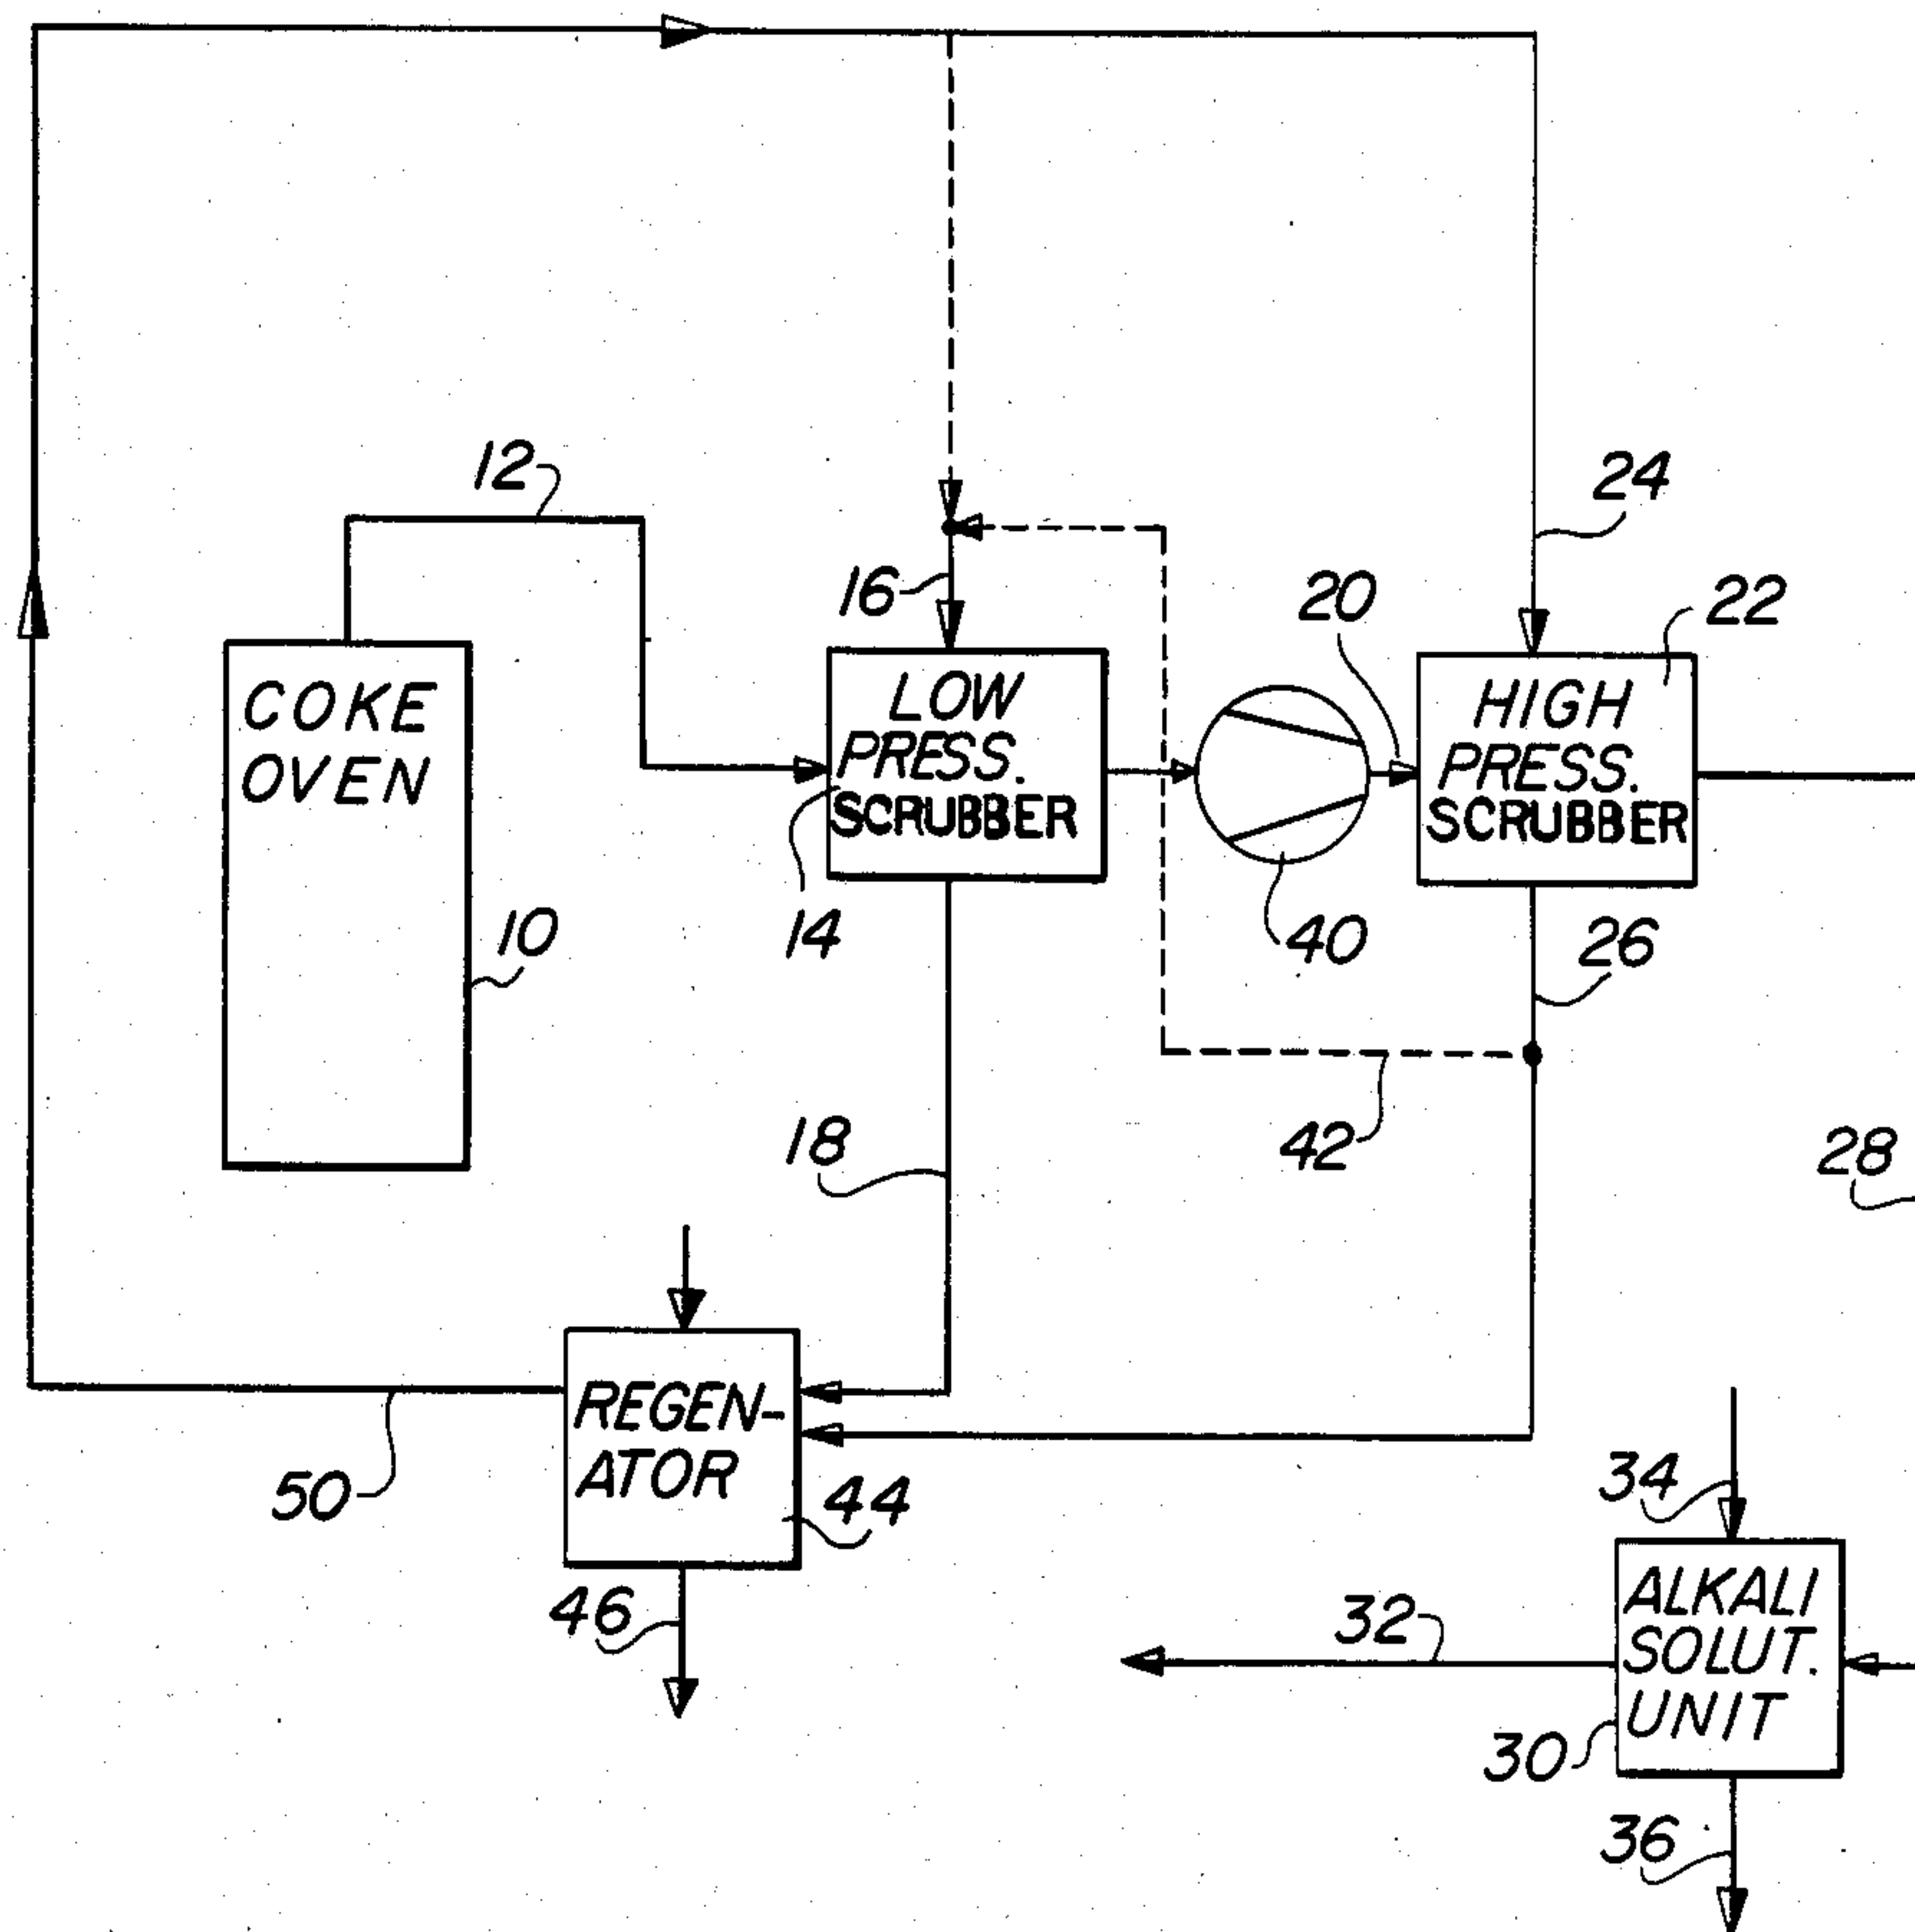 12
24
16
20
22
COKE
OVEN
LOW
PRESS.
SCRUBBER
HIGH
PRESS.
SCRUBBER
10
14
40
26
18
42
28
REGEN-
ATOR
50
44
34
46
32
ALKALI
SOLUT.
UNIT
30
36